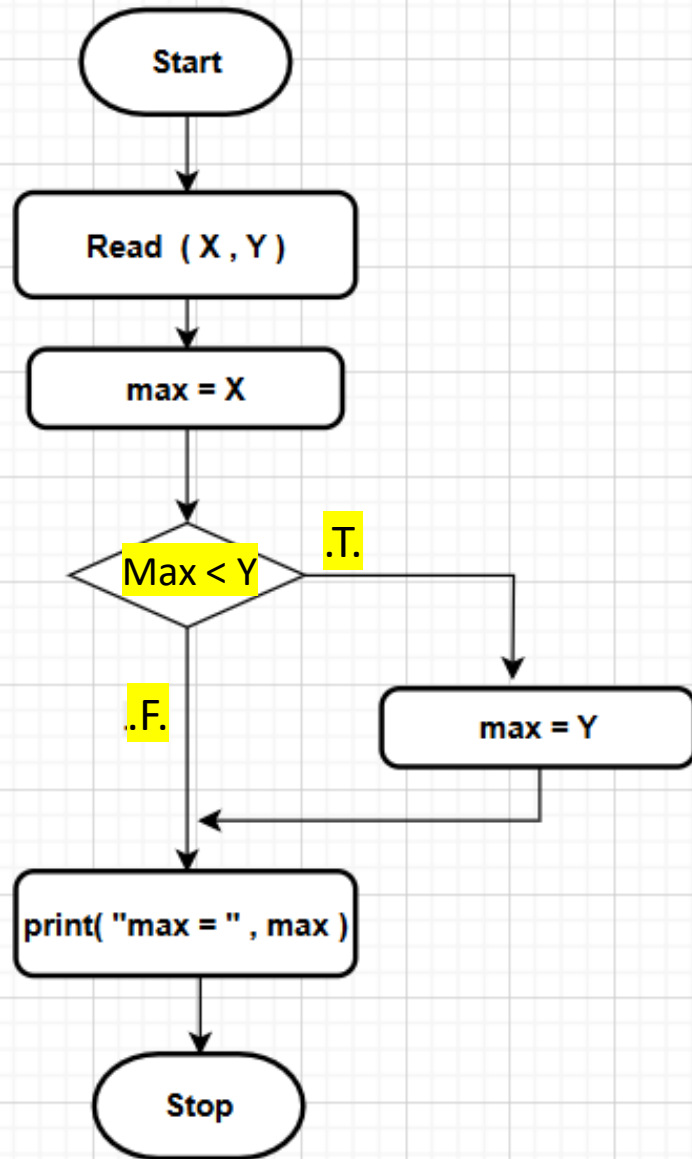 Start
Read ( X , Y )
max = X
Max < Y
.T.
.F.
max = Y
print( "max = " , max )
Stop